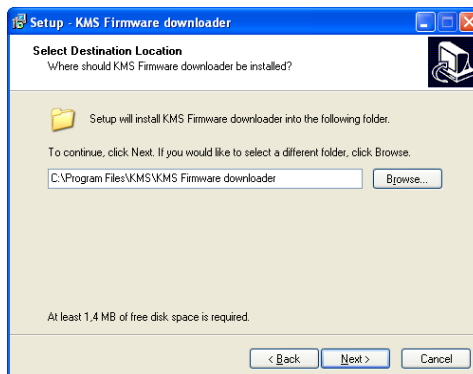 Setup - KMS Firmware downloader
Select Destination Location
Where should KMS Firmware downloader be installed?
Setup will install KMS Firmware downloader into the following folder.
To continue, click Next. If you would like to select a different folder, click Browse.
C:\Program Files\KMS\KMS Firmware downloader
Browse...
At least 1,4 MB of free disk space is required.
< Back
Next >
Cancel